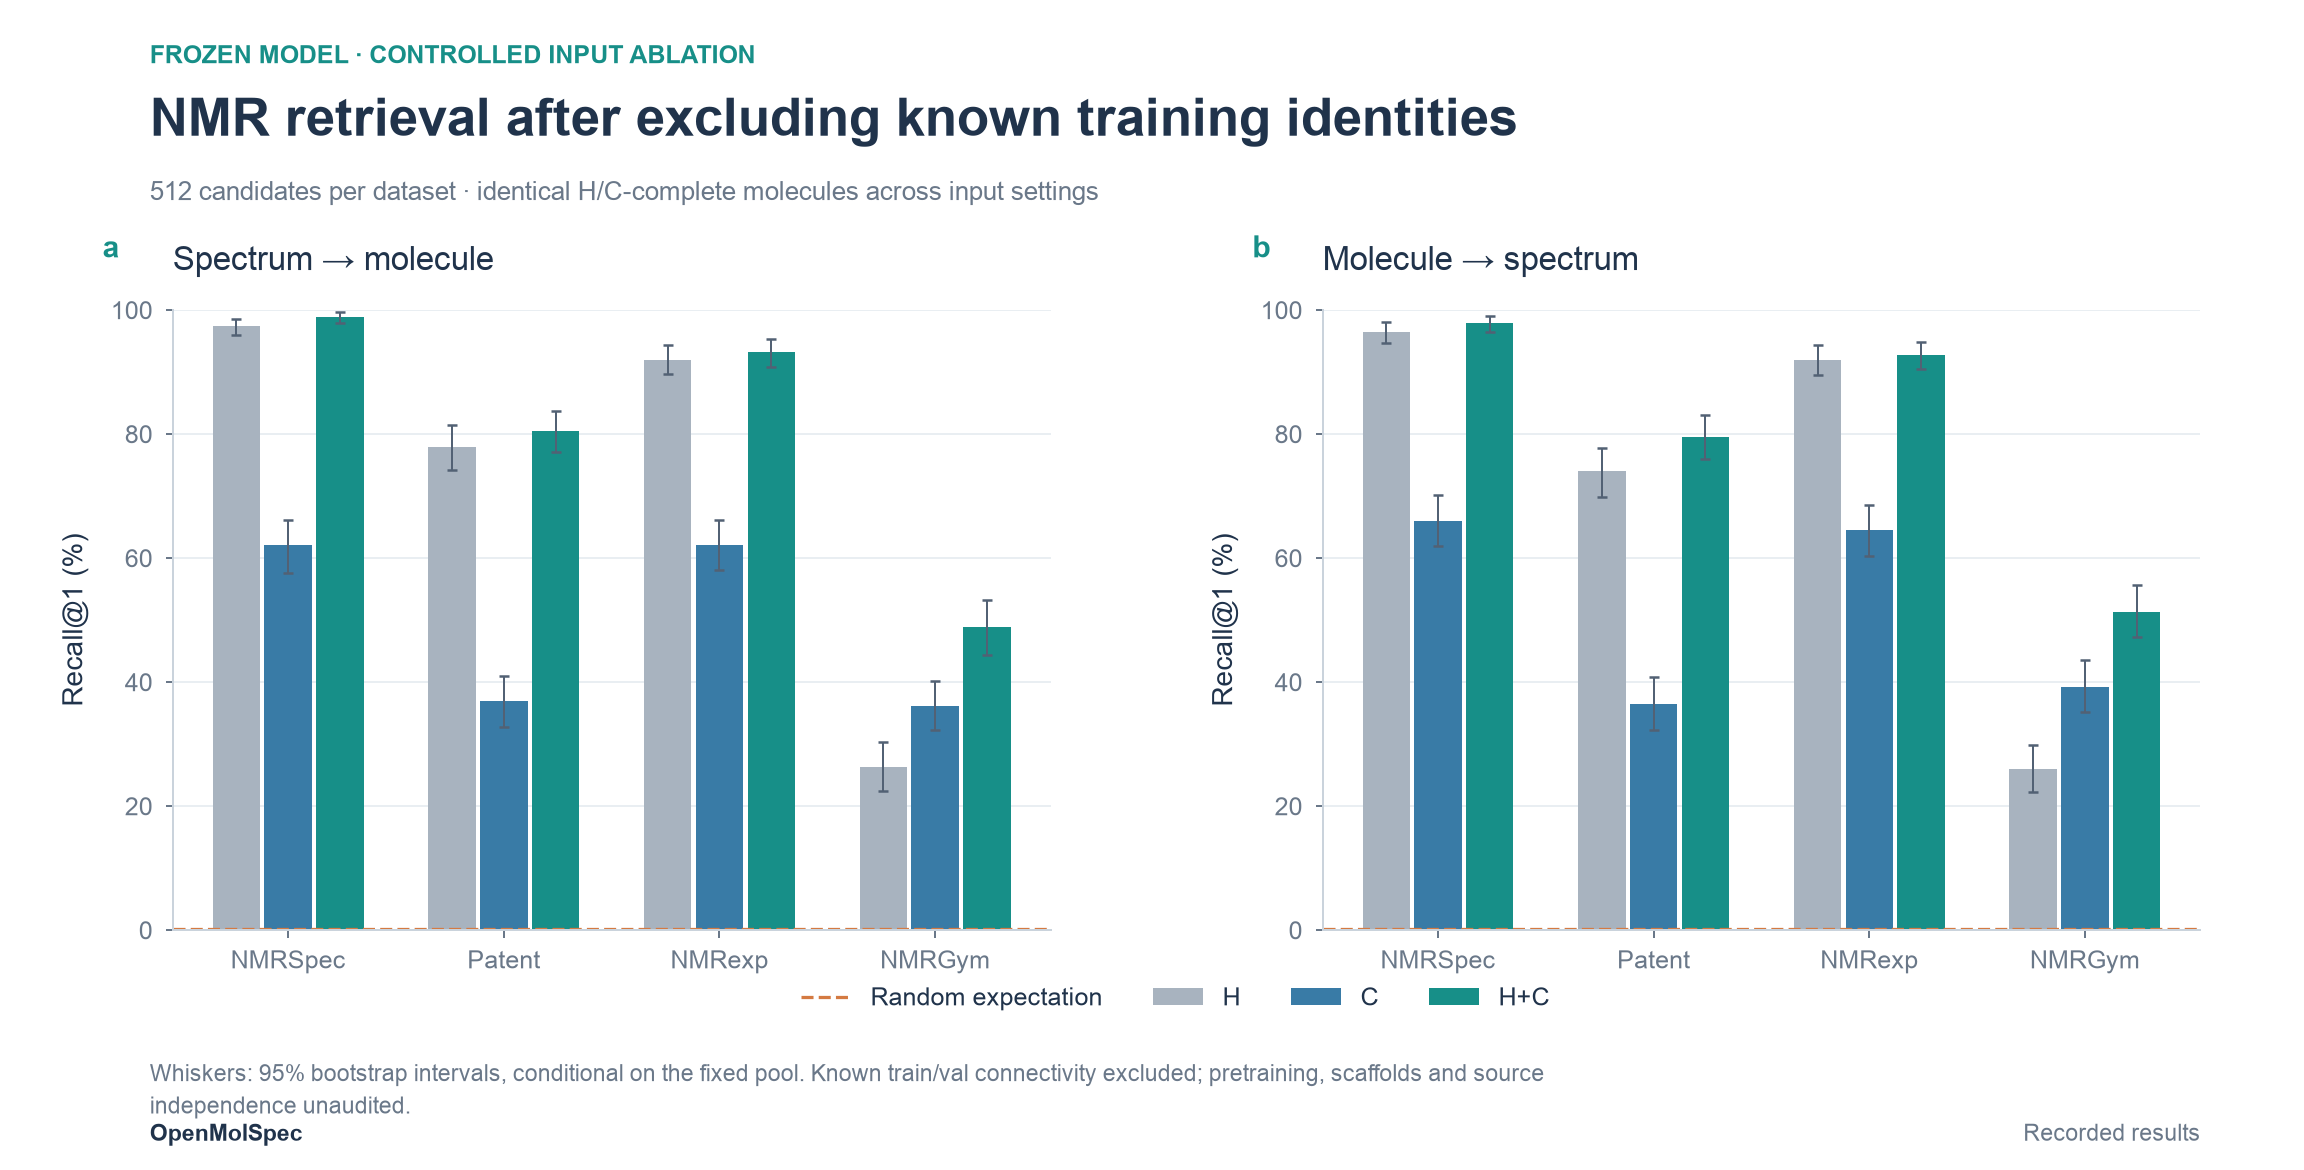 FROZEN MODEL · CONTROLLED INPUT ABLATION
NMR retrieval after excluding known training identities
512 candidates per dataset · identical H/C-complete molecules across input settings
a
Spectrum → molecule
Recall@1 (%)
100
80
60
40
20
0
NMRSpec
Patent
NMRexp
NMRGym
b
Molecule → spectrum
Recall@1 (%)
100
80
60
40
20
0
NMRSpec
Patent
NMRexp
NMRGym
Random expectation
H
C
H+C
Whiskers: 95% bootstrap intervals, conditional on the fixed pool. Known train/val connectivity excluded; pretraining, scaffolds and source
independence unaudited.
OpenMolSpec
Recorded results